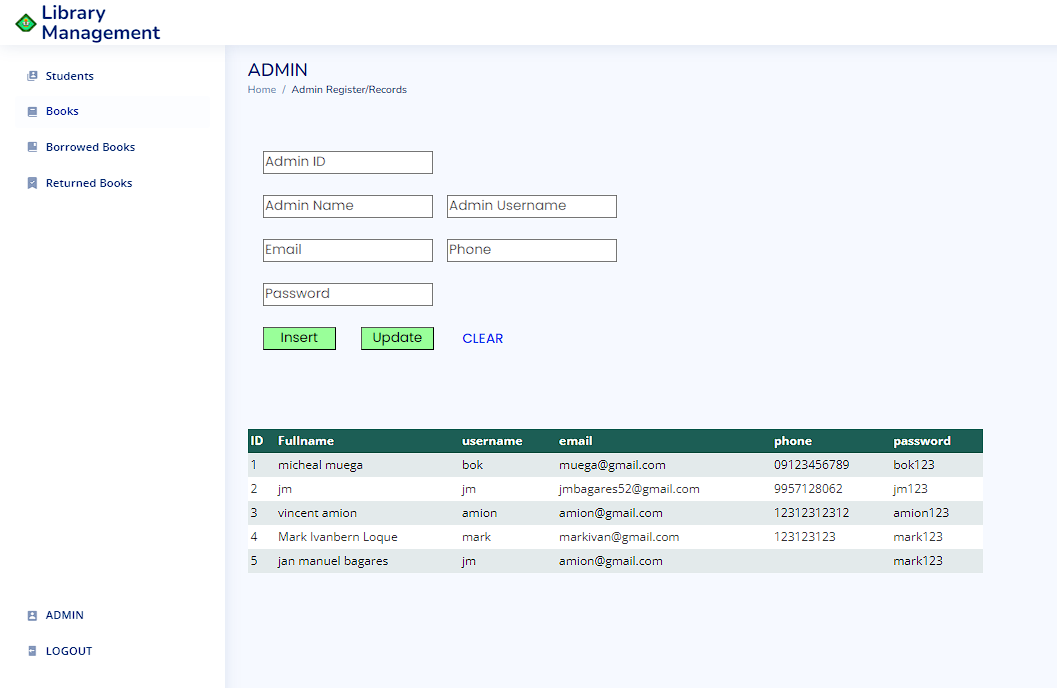 Library
Management
Students
Books
Borrowed Books
Returned Books
ADMIN
LOGOUT
ADMIN
Home / Admin Register/Records
Admin ID
Admin Name Admin Username
Email Phone
Password
Insert Update CLEAR
ID Fullname username email phone password
1 micheal muega bok muega@gmail.com 09123456789 bok123
2 jm jm jmbagares52@gmail.com 9957128062 jm123
3 vincent amion amion amion@gmail.com 12312312312 amion123
4 Mark Ivanbern Loque mark markivan@gmail.com 123123123 mark123
5 jan manuel bagares jm amion@gmail.com mark123